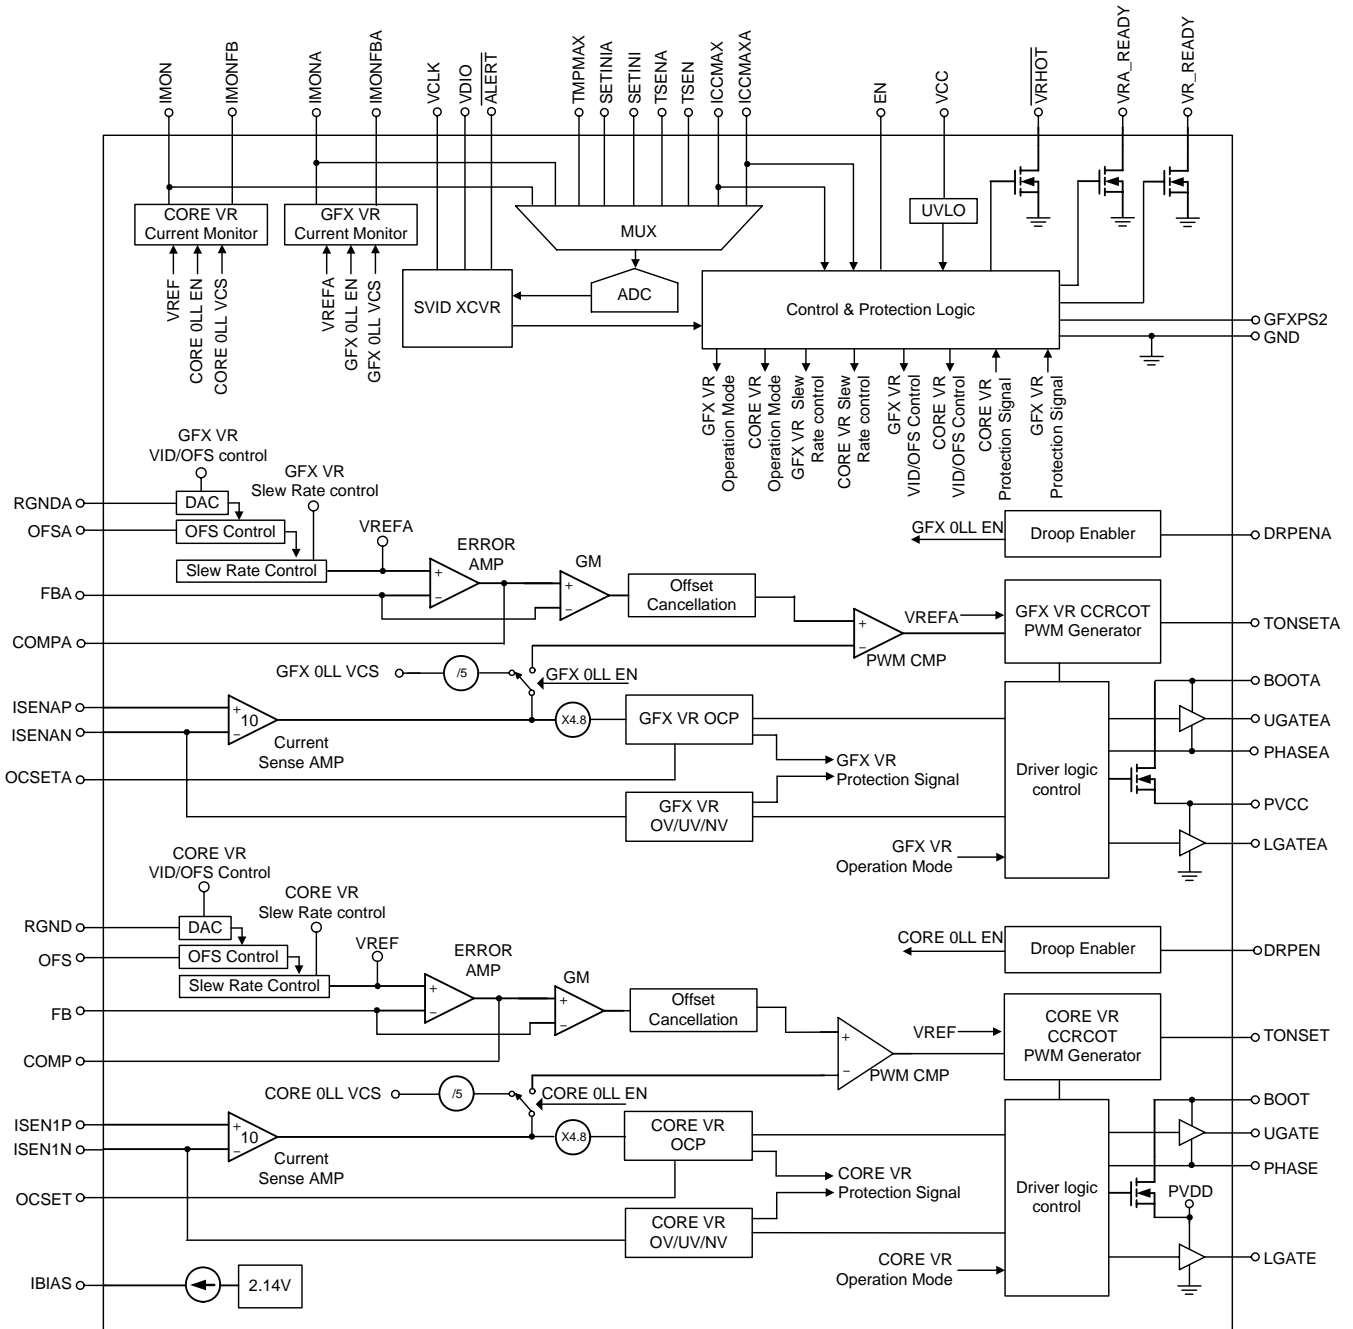 IMON
IMONFB
IMONA
IMONFBA
VCLK
VDIO
ALERT
TMPMAX
SETINIA
SETINI
TSENA
TSEN
ICCMAX
ICCMAXA
EN
VCC
VRHOT
VRA_READY
VR_READY
CORE VR
Current Monitor
GFX VR
Current Monitor
MUX
UVLO
VREF
CORE 0LL EN
CORE 0LL VCS
VREFA
GFX 0LL EN
GFX 0LL VCS
SVID XCVR
ADC
Control & Protection Logic
GFXPS2
GND
GFX VR
Operation Mode
CORE VR
Operation Mode
GFX VR Slew
Rate control
CORE VR Slew
Rate control
GFX VR
VID/OFS Control
CORE VR
VID/OFS Control
CORE VR
Protection Signal
GFX VR
Protection Signal
GFX VR
VID/OFS control
GFX VR
Slew Rate control
RGNDA
DAC
OFSA
OFS Control
VREFA
Slew Rate Control
ERROR
AMP
+
−
GM
+
−
Offset
Cancellation
GFX 0LL EN
Droop Enabler
DRPENA
FBA
COMPA
+
−
PWM CMP
VREFA
GFX VR CCRCOT
PWM Generator
TONSETA
GFX 0LL VCS
/5
GFX 0LL EN
ISENAP
ISENAN
+
−
10
Current
Sense AMP
X4.8
GFX VR OCP
OCSETA
GFX VR
Protection Signal
GFX VR
OV/UV/NV
Driver logic
control
GFX VR
Operation Mode
BOOTA
UGATEA
PHASEA
PVCC
LGATEA
CORE VR
VID/OFS Control
CORE VR
Slew Rate control
RGND
DAC
OFS
OFS Control
VREF
Slew Rate Control
ERROR
AMP
+
−
GM
+
−
Offset
Cancellation
CORE 0LL EN
Droop Enabler
DRPEN
FB
COMP
+
−
PWM CMP
VREF
CORE VR
CCRCOT
PWM Generator
TONSET
CORE 0LL VCS
/5
CORE 0LL EN
ISEN1P
ISEN1N
+
−
10
Current
Sense AMP
X4.8
CORE VR
OCP
OCSET
CORE VR
Protection Signal
CORE VR
OV/UV/NV
Driver logic
control
CORE VR
Operation Mode
BOOT
UGATE
PHASE
PVDD
LGATE
IBIAS
2.14V